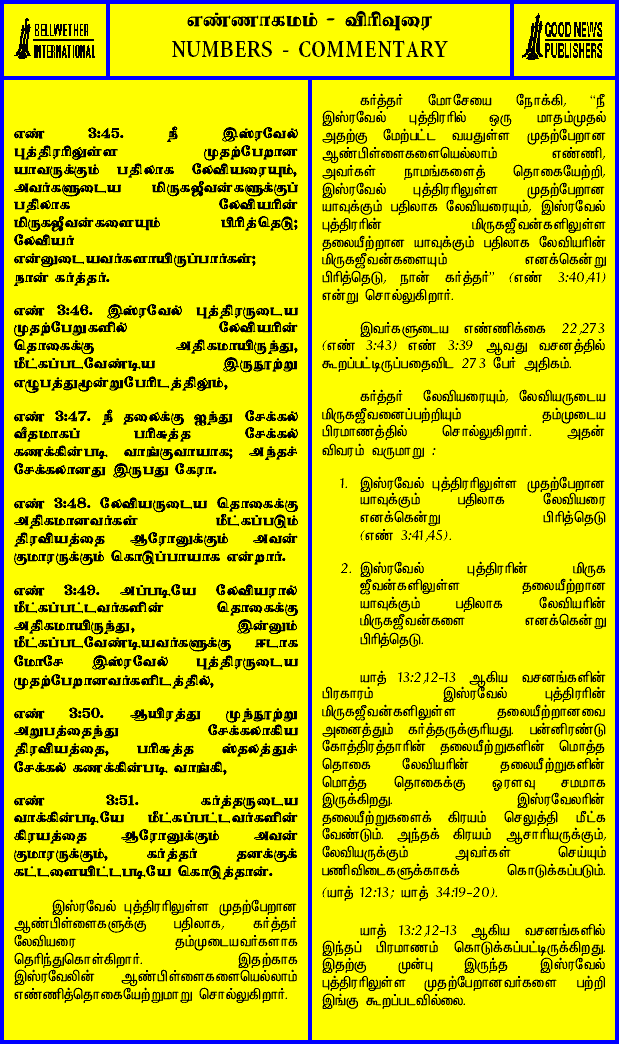 BELLWETHER
INTERNATIONAL
எண்ணாகமம் - விரிவுரை
NUMBERS - COMMENTARY
GOOD NEWS
PUBLISHERS
எண் 3:45. நீ இஸ்ரவேல்
புத்திரரிலுள்ள முதற்பேறான
யாவருக்கும் பதிலாக லேவியரையும்,
அவர்களுடைய மிருகஜீவன்களுக்குப்
பதிலாக லேவியரின்
மிருகஜீவன்களையும் பிரித்தெடு;
லேவியர்
என்னுடையவர்களாயிருப்பார்கள்;
நான் கர்த்தர்.
எண் 3:46. இஸ்ரவேல் புத்திரருடைய
முதற்பேறுகளில் லேவியரின்
தொகைக்கு அதிகமாயிருந்து,
மீட்கப்படவேண்டிய இருநூற்று
எழுபத்துமூன்றுபேரிடத்திலும்,
எண் 3:47. நீ தலைக்கு ஐந்து சேக்கல்
வீதமாகப் பரிசுத்த சேக்கல்
கணக்கின்படி வாங்குவாயாக; அந்தச்
சேக்கலானது இருபது கேரா.
எண் 3:48. லேவியருடைய தொகைக்கு
அதிகமானவர்கள் மீட்கப்படும்
திரவியத்தை ஆரோனுக்கும் அவன்
குமாரருக்கும் கொடுப்பாயாக என்றார்.
எண் 3:49. அப்படியே லேவியரால்
மீட்கப்பட்டவர்களின் தொகைக்கு
அதிகமாயிருந்து, இன்னும்
மீட்கப்படவேண்டியவர்களுக்கு ஈடாக
மோசே இஸ்ரவேல் புத்திரருடைய
முதற்பேறானவர்களிடத்தில்,
எண் 3:50. ஆயிரத்து முந்நூற்று
அறுபத்தைந்து சேக்கலாகிய
திரவியத்தை, பரிசுத்த ஸ்தலத்துச்
சேக்கல் கணக்கின்படி வாங்கி,
எண் 3:51. கர்த்தருடைய
வாக்கின்படியே மீட்கப்பட்டவர்களின்
கிரயத்தை ஆரோனுக்கும் அவன்
குமாரருக்கும், கர்த்தர் தனக்குக்
கட்டளையிட்டபடியே கொடுத்தான்.
இஸ்ரவேல் புத்திரரிலுள்ள முதற்பேறான
ஆண்பிள்ளைகளுக்கு பதிலாக, கர்த்தர்
லேவியரை தம்முடையவர்களாக
தெரிந்துகொள்கிறார். இதற்காக
இஸ்ரவேலின் ஆண்பிள்ளைகளையெல்லாம்
எண்ணித்தொகையேற்றுமாறு சொல்லுகிறார்.
கர்த்தர் மோசேயை நோக்கி, "நீ
இஸ்ரவேல் புத்திரரில் ஒரு மாதம்முதல்
அதற்கு மேற்பட்ட வயதுள்ள முதற்பேறான
ஆண்பிள்ளைகளையெல்லாம் எண்ணி,
அவர்கள் நாமங்களைத் தொகையேற்றி,
இஸ்ரவேல் புத்திரரிலுள்ள முதற்பேறான
யாவுக்கும் பதிலாக லேவியரையும், இஸ்ரவேல்
புத்திரரின் மிருகஜீவன்களிலுள்ள
தலையீற்றான யாவுக்கும் பதிலாக லேவியரின்
மிருகஜீவன்களையும் எனக்கென்று
பிரித்தெடு, நான் கர்த்தர்" (எண் 3:40,41)
என்று சொல்லுகிறார்.
இவர்களுடைய எண்ணிக்கை 22,273
(எண் 3:43) எண் 3:39 ஆவது வசனத்தில்
கூறப்பட்டிருப்பதைவிட 273 பேர் அதிகம்.
கர்த்தர் லேவியரையும், லேவியருடைய
மிருகஜீவனைப்பற்றியும் தம்முடைய
பிரமாணத்தில் சொல்லுகிறார். அதன்
விவரம் வருமாறு :
1. இஸ்ரவேல் புத்திரரிலுள்ள முதற்பேறான
யாவுக்கும் பதிலாக லேவியரை
எனக்கென்று பிரித்தெடு
(எண் 3:41,45).
2. இஸ்ரவேல் புத்திரரின் மிருக
ஜீவன்களிலுள்ள தலையீற்றான
யாவுக்கும் பதிலாக லேவியரின்
மிருகஜீவன்களை எனக்கென்று
பிரித்தெடு.
யாத் 13:2,12-13 ஆகிய வசனங்களின்
பிரகாரம் இஸ்ரவேல் புத்திரரின்
மிருகஜீவன்களிலுள்ள தலையீற்றானவை
அனைத்தும் கர்த்தருக்குரியது. பன்னிரண்டு
கோத்திரத்தாரின் தலையீற்றுகளின் மொத்த
தொகை லேவியரின் தலையீற்றுகளின்
மொத்த தொகைக்கு ஓரளவு சமமாக
இருக்கிறது. இஸ்ரவேலரின்
தலையீற்றுகளைக் கிரயம் செலுத்தி மீட்க
வேண்டும். அந்தக் கிரயம் ஆசாரியருக்கும்,
லேவியருக்கும் அவர்கள் செய்யும்
பணிவிடைகளுக்காகக் கொடுக்கப்படும்.
(யாத் 12:13; யாத் 34:19-20).
யாத் 13:2,12-13 ஆகிய வசனங்களில்
இந்தப் பிரமாணம் கொடுக்கப்பட்டிருக்கிறது.
இதற்கு முன்பு இருந்த இஸ்ரவேல்
புத்திரரிலுள்ள முதற்பேறானவர்களை பற்றி
இங்கு கூறப்படவில்லை.